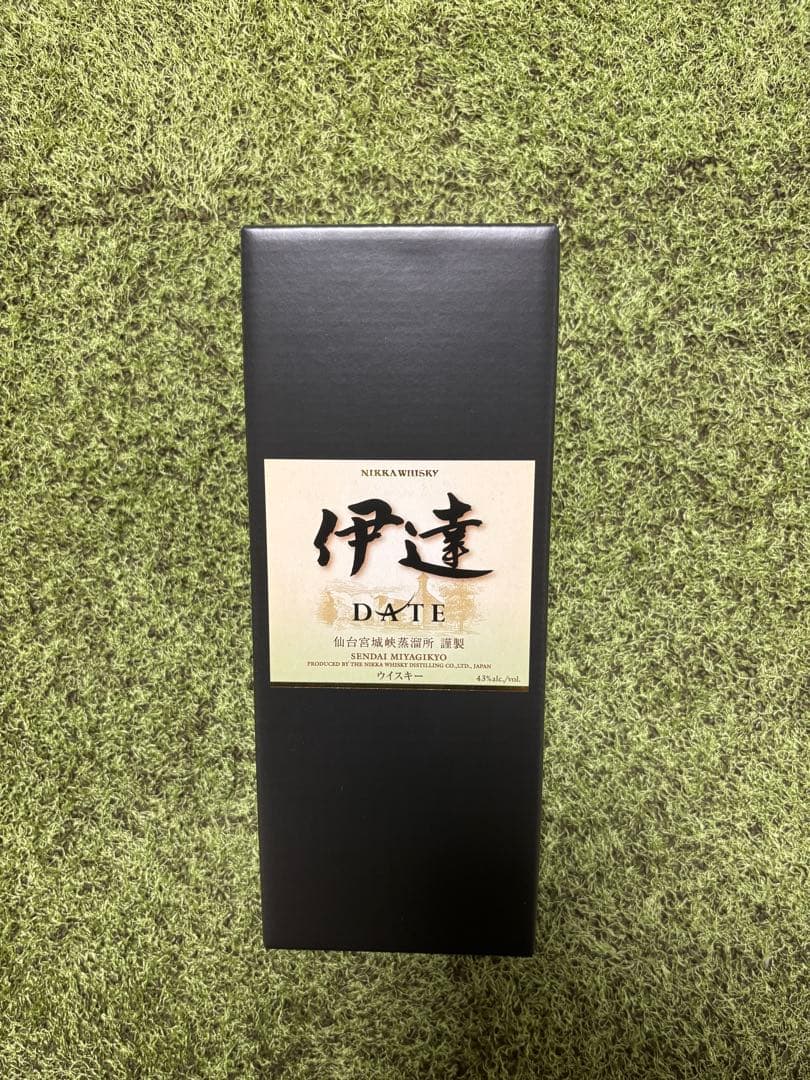 NIKKA WHISKY
伊達
DATE
仙台宮城峡蒸溜所 謹製
SENDAI MIYAGIKYO
PRODUCED BY THE NIKKA WHISKY DISTILLING CO.,LTD., JAPAN
ウイスキー 43%alc./vol.